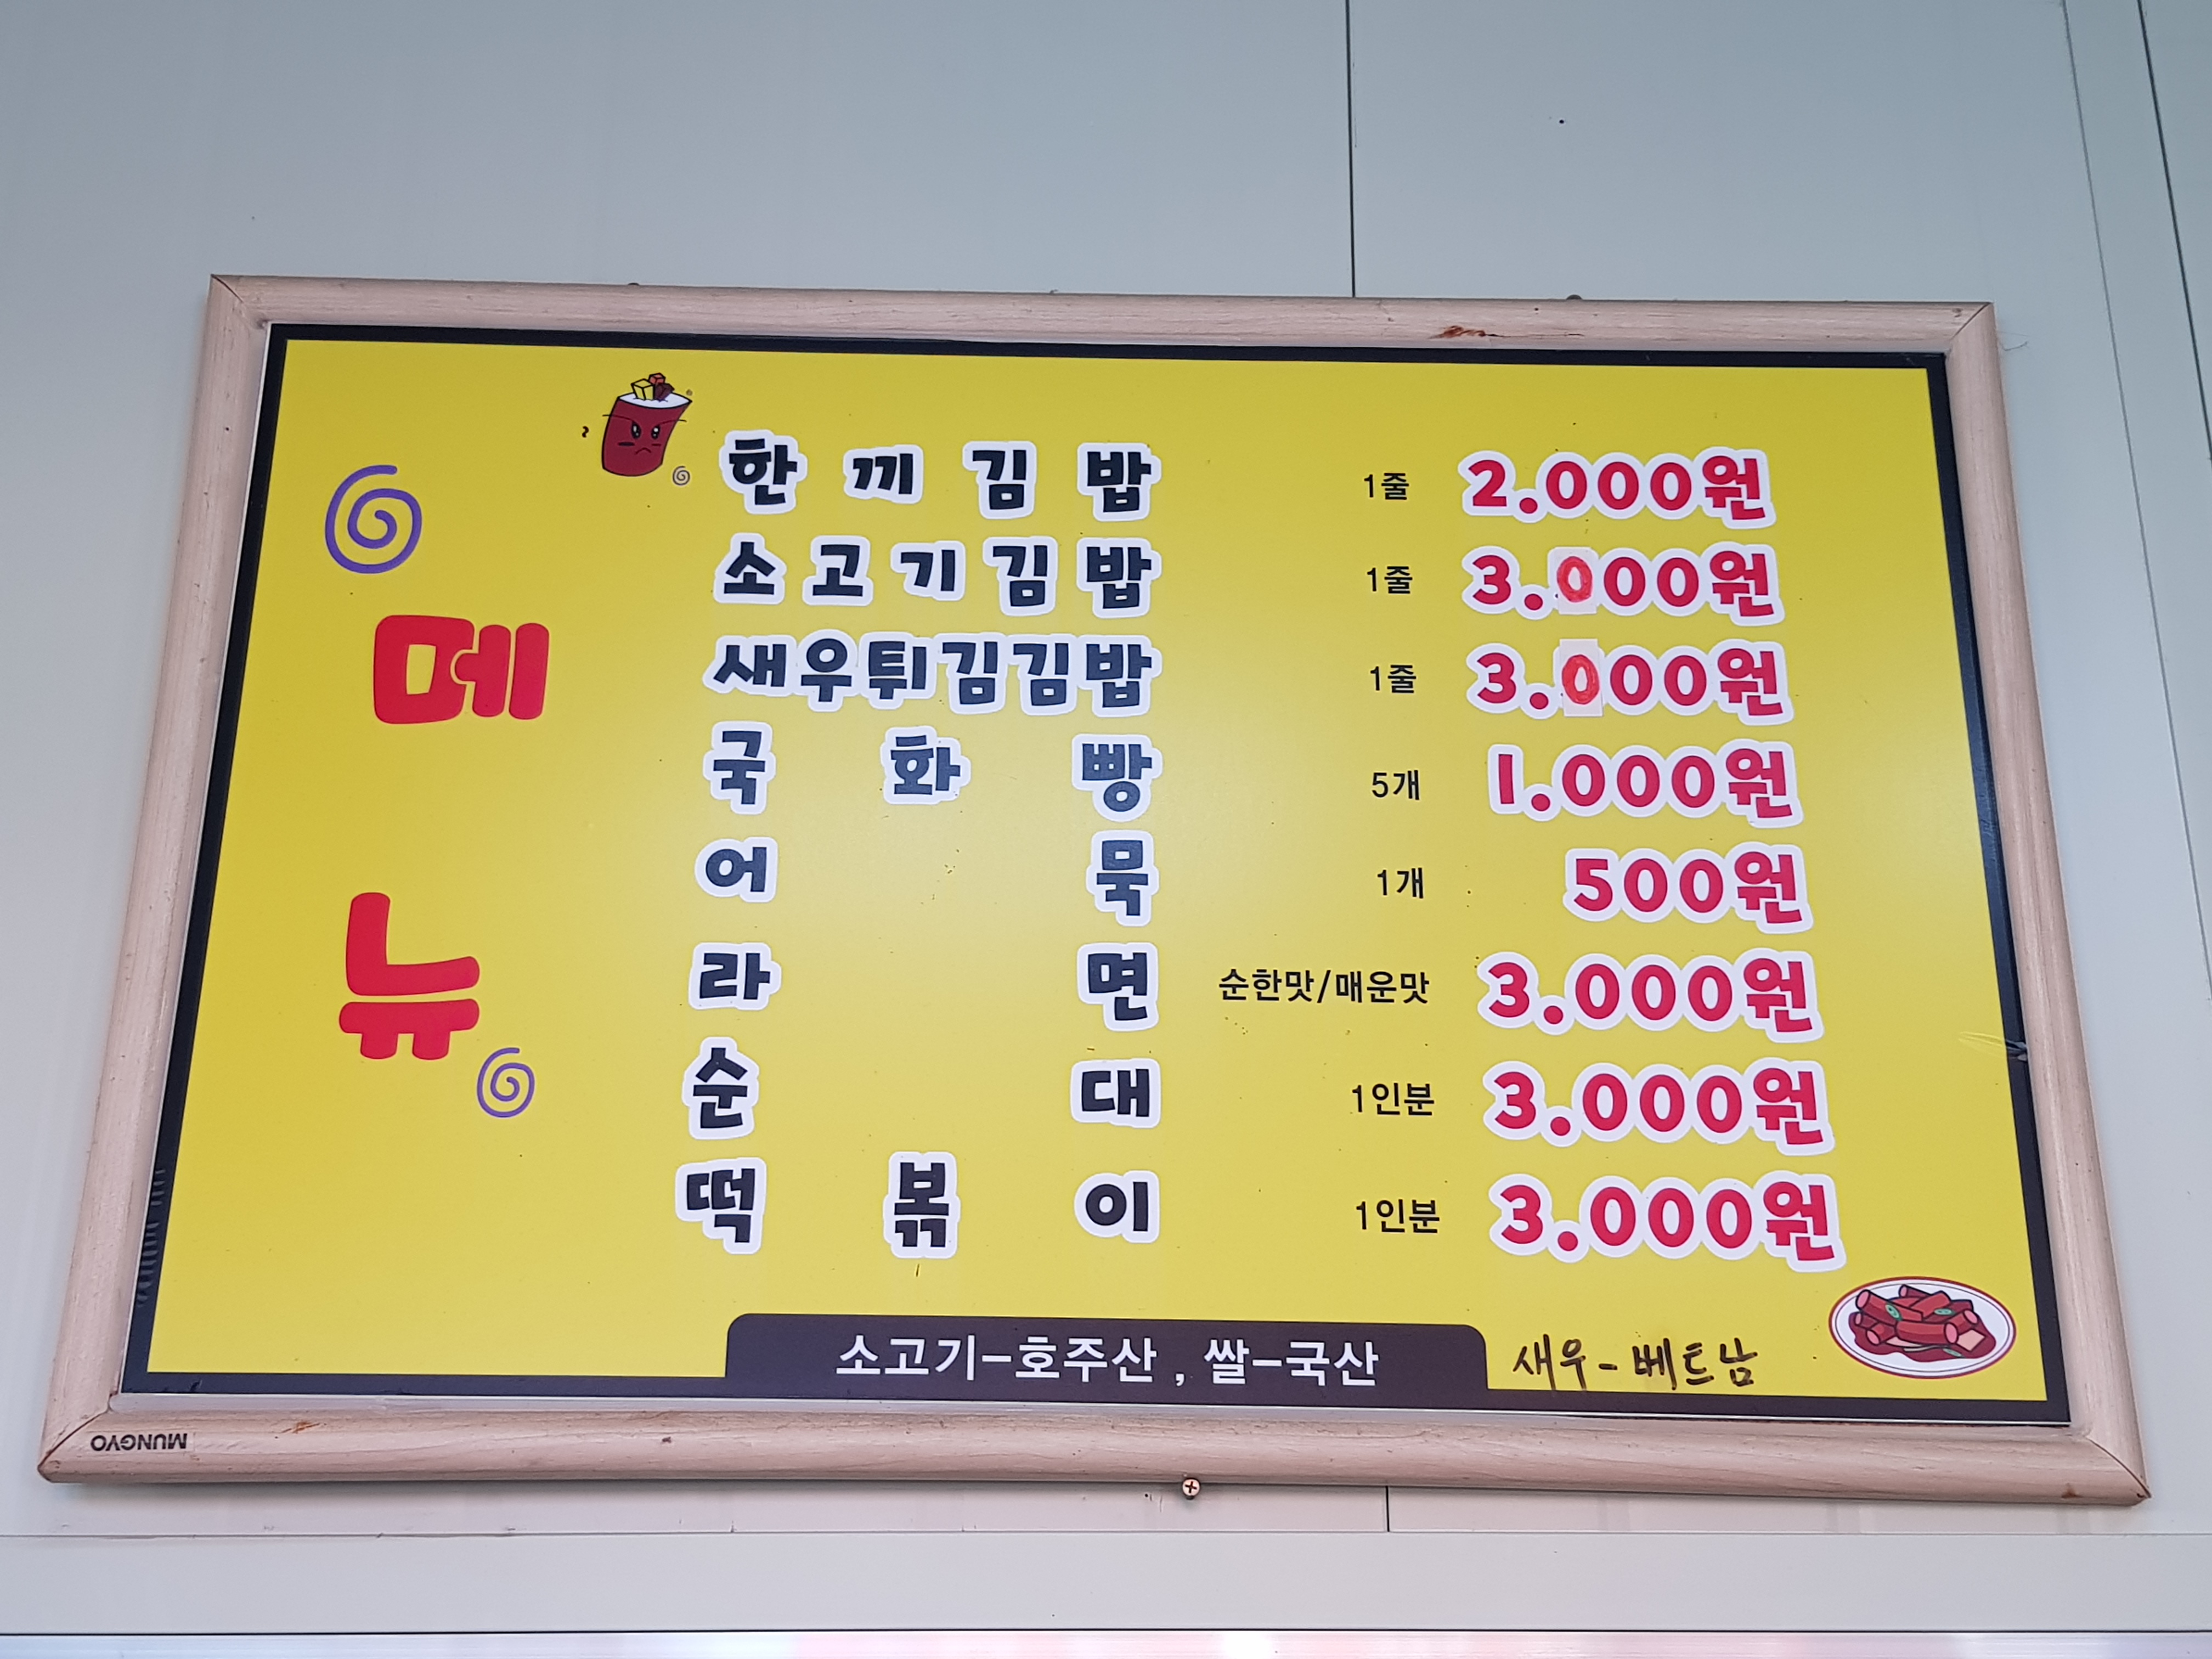 메뉴
한끼김밥 1줄 2.000원
소고기김밥 1줄 3.000원
새우튀김김밥 1줄 3.000원
국화빵 5개 1.000원
어묵 1개 500원
라면 순한맛/매운맛 3.000원
순대 1인분 3.000원
떡볶이 1인분 3.000원
소고기-호주산 , 쌀-국산 새우-베트남
MUNGYO